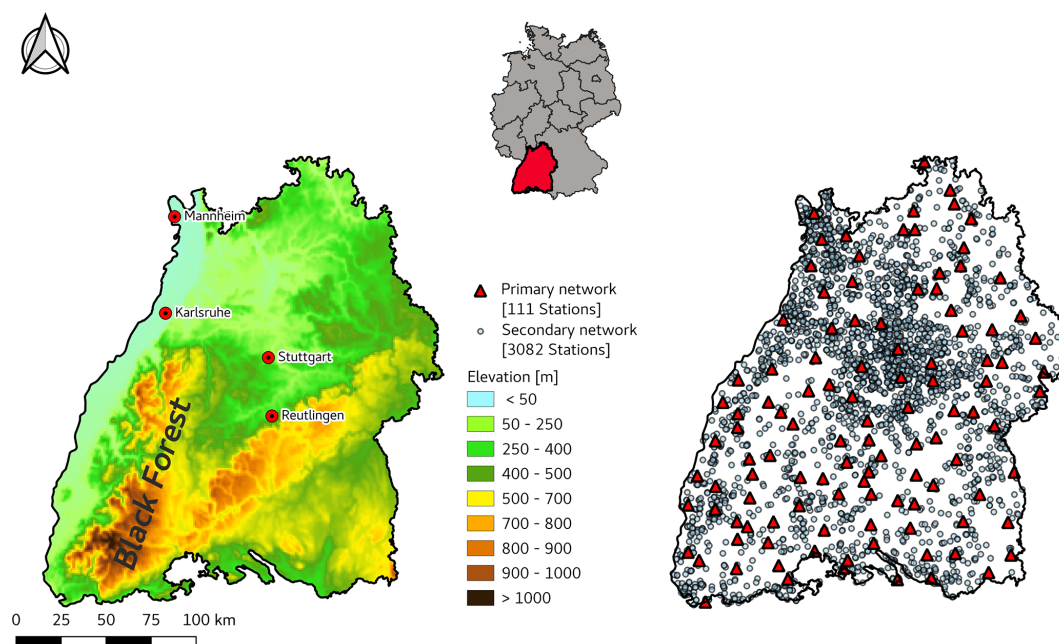 Mannheim
Karlsruhe
Stuttgart
Reutlingen
Black Forest
0 25 50 75 100 km
Primary network
[111 Stations]
Secondary network
[3082 Stations]
Elevation [m]
< 50
50 - 250
250 - 400
400 - 500
500 - 700
700 - 800
800 - 900
900 - 1000
> 1000